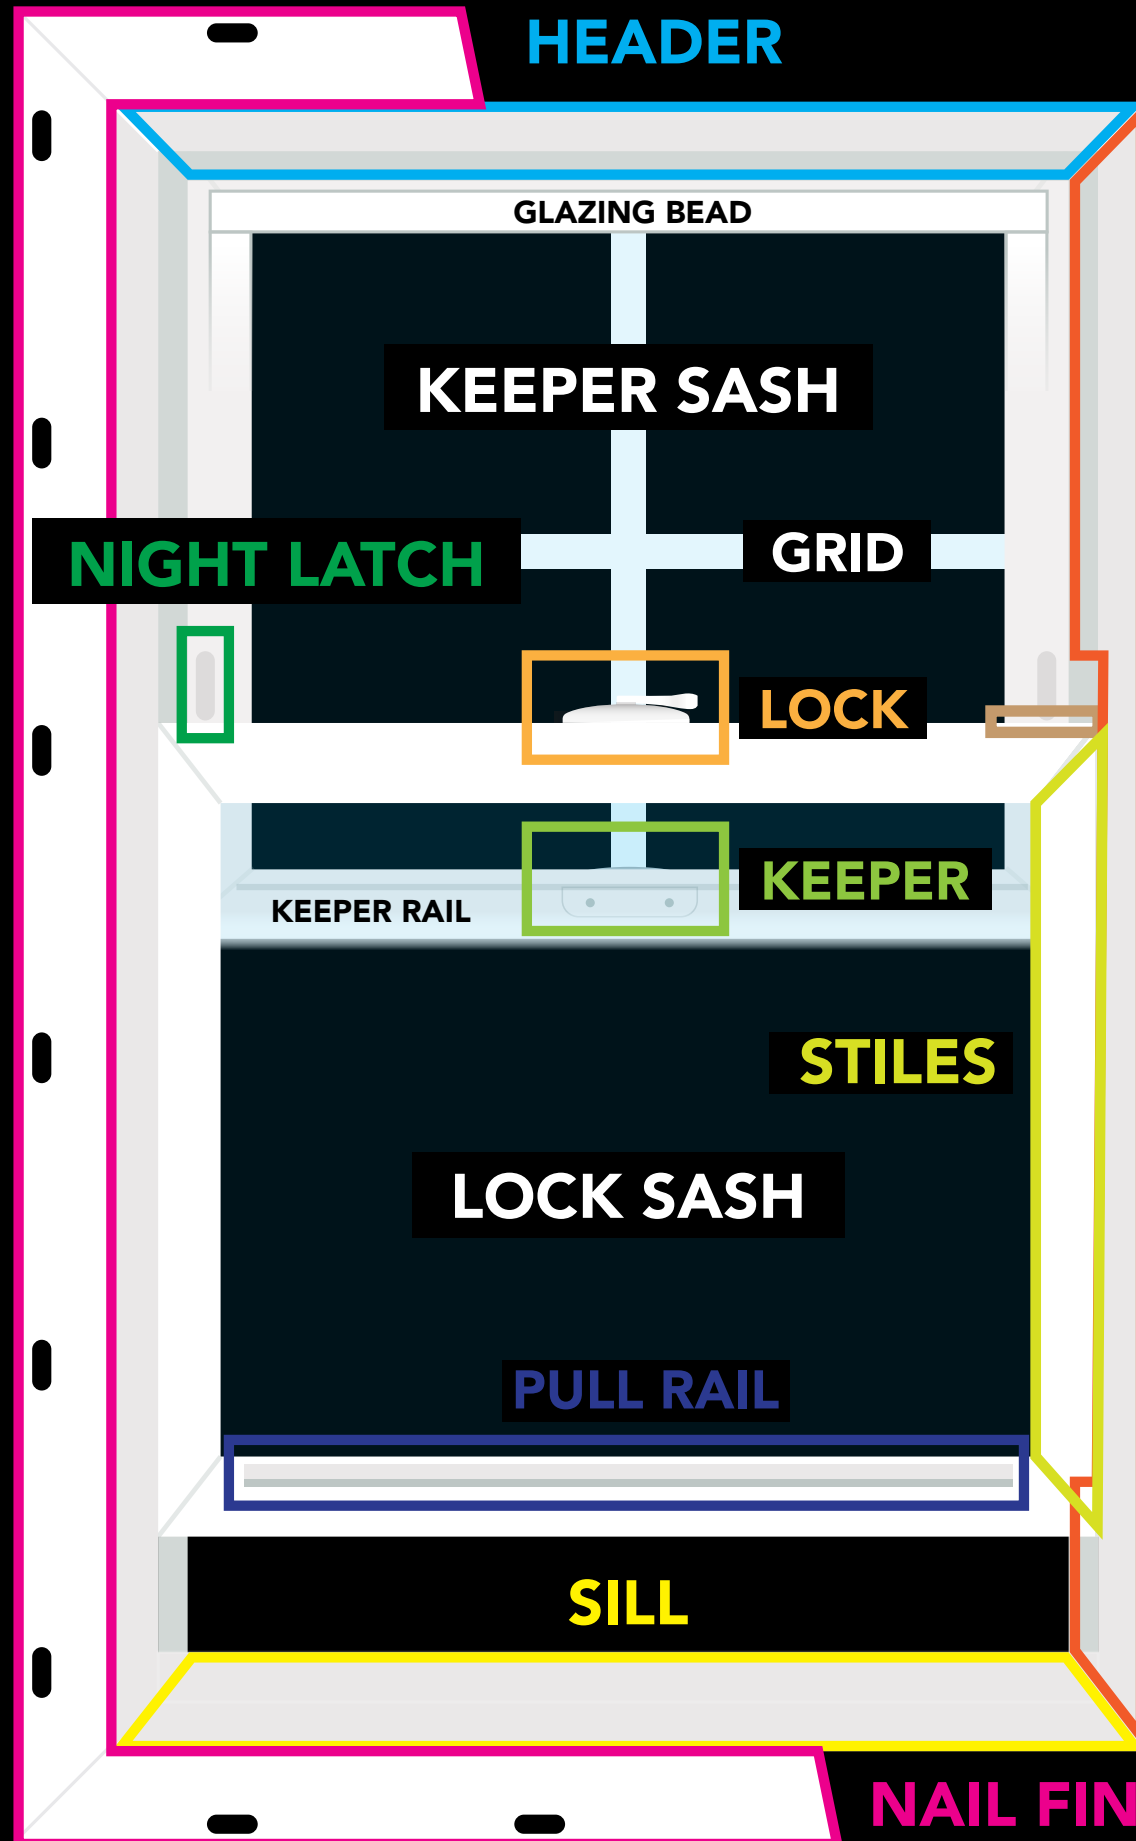 HEADER
GLAZING BEAD
KEEPER SASH
NIGHT LATCH
GRID
LOCK
KEEPER
KEEPER RAIL
STILES
LOCK SASH
PULL RAIL
SILL
NAIL FIN